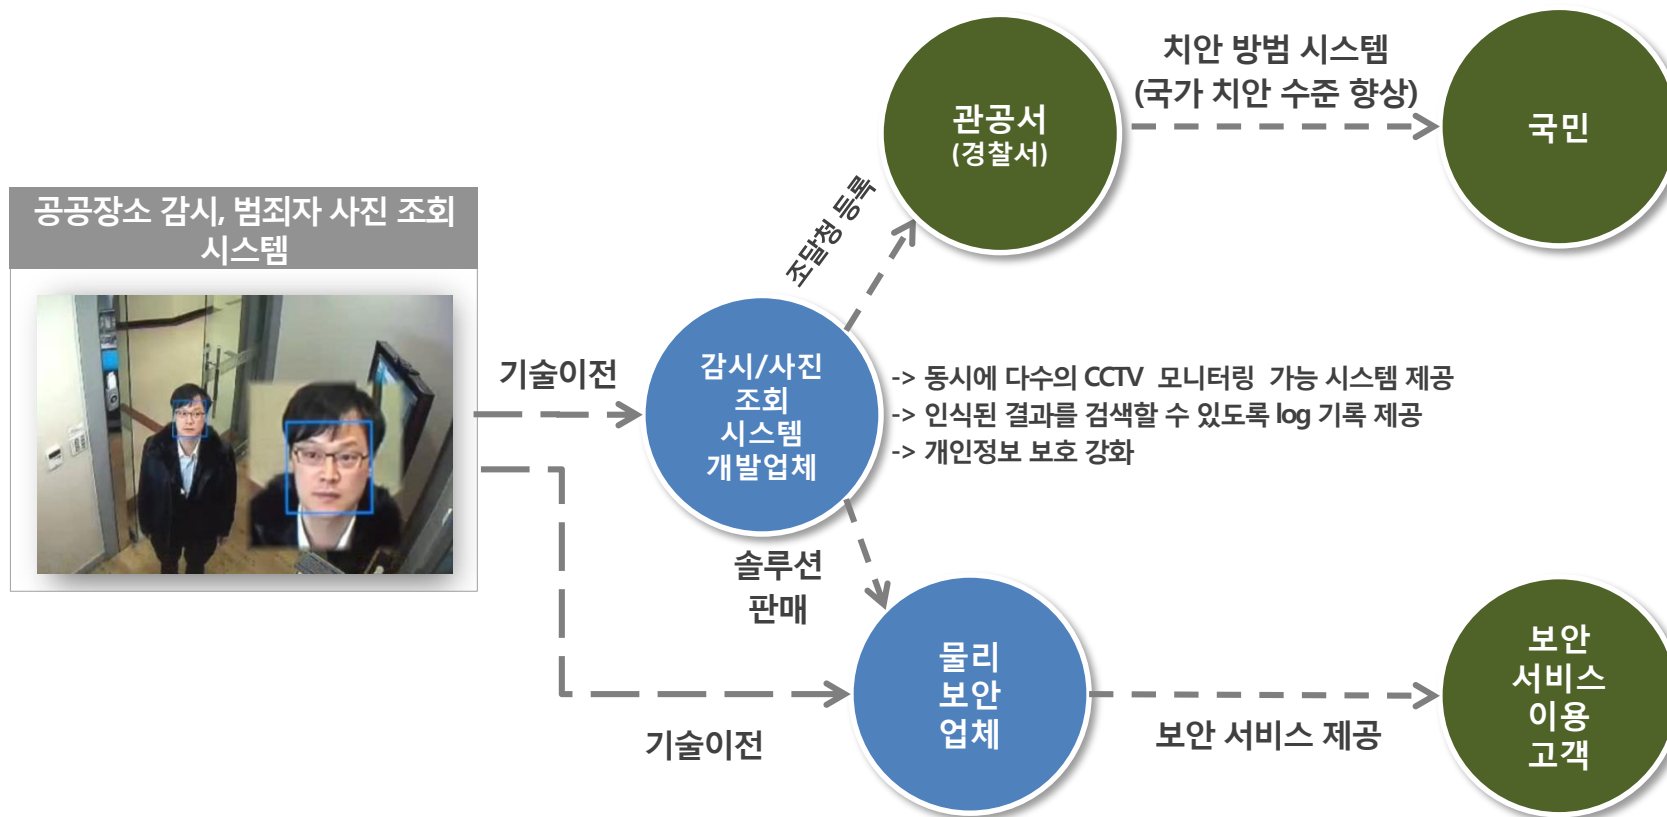 치안 방범 시스템
(국가 치안 수준 향상)
관공서
(경찰서)
국민
조달청 등록
공공장소 감시, 범죄자 사진 조회
시스템
기술이전
감시/사진
조회
시스템
개발업체
-> 동시에 다수의 CCTV 모니터링 가능 시스템 제공
-> 인식된 결과를 검색할 수 있도록 log 기록 제공
-> 개인정보 보호 강화
솔루션
판매
물리
보안
업체
기술이전
보안 서비스 제공
보안
서비스
이용
고객